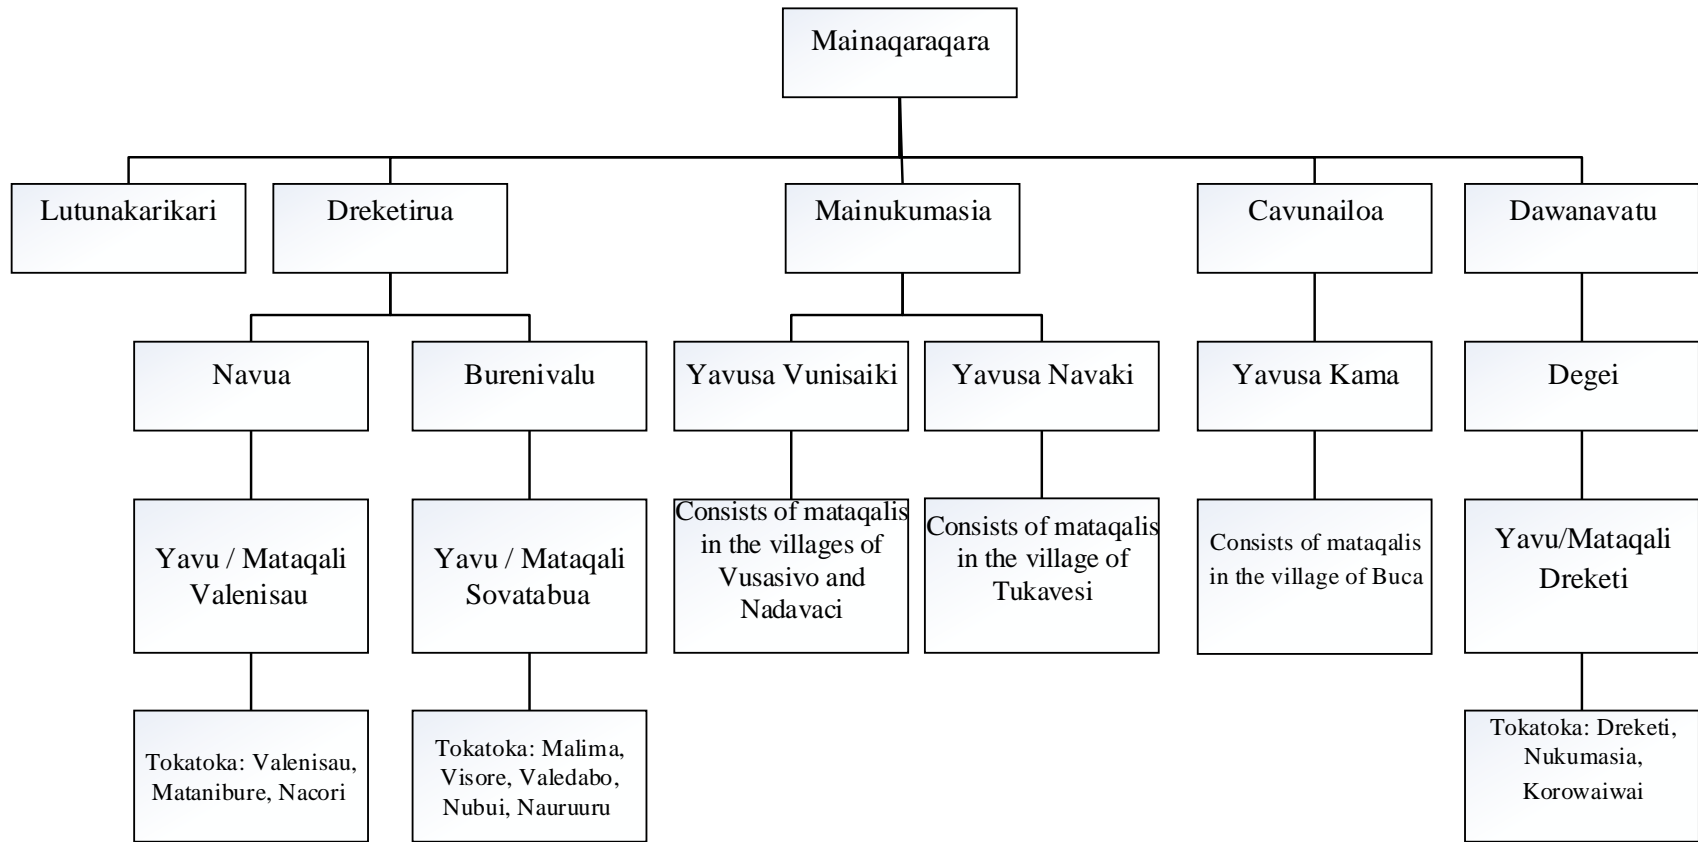 Mainaqaraqara
Lutunakarikari
Dreketirua
Mainukumasia
Cavunailoa
Dawanavatu
Navua
Burenivalu
Yavusa Vunisaiki
Yavusa Navaki
Yavusa Kama
Degei
Yavu / Mataqali
Valenisau
Yavu / Mataqali
Sovatabua
Consists of mataqalis
in the villages of
Vusasivo and
Nadavaci
Consists of mataqalis
in the village of
Tukavesi
Consists of mataqalis
in the village of Buca
Yavu/Mataqali
Dreketi
Tokatoka: Valenisau,
Matanibure, Nacori
Tokatoka: Malima,
Visore, Valedabo,
Nubui, Nauruuru
Tokatoka: Dreketi,
Nukumasia,
Korowaiwai